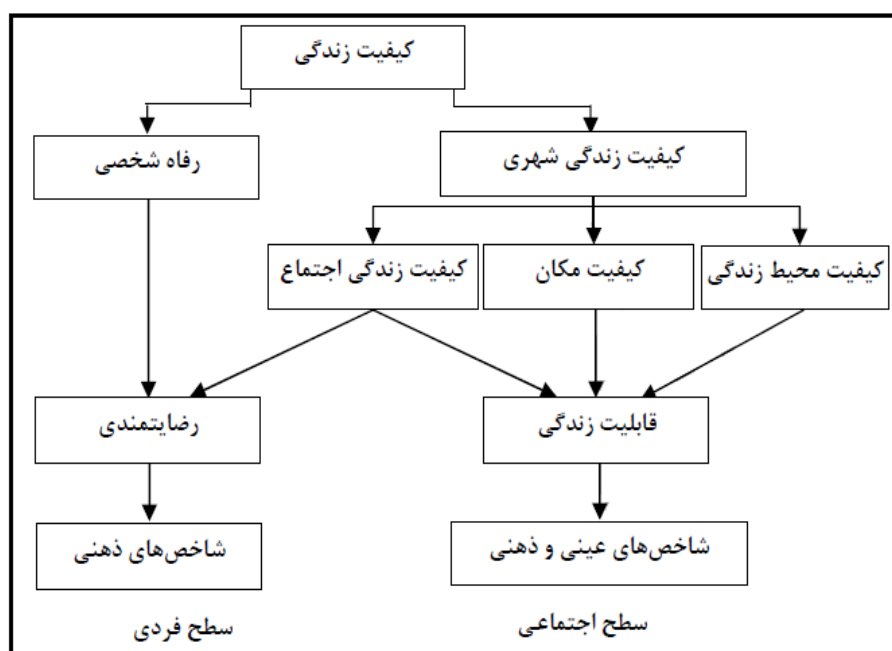 کیفیت زندگی
رفاه شخصی
کیفیت زندگی شهری
کیفیت محیط زندگی
کیفیت مکان
کیفیت زندگی اجتماع
قابلیت زندگی
رضایتمندی
شاخص‌های عینی و ذهنی
شاخص‌های ذهنی
سطح اجتماعی
سطح فردی